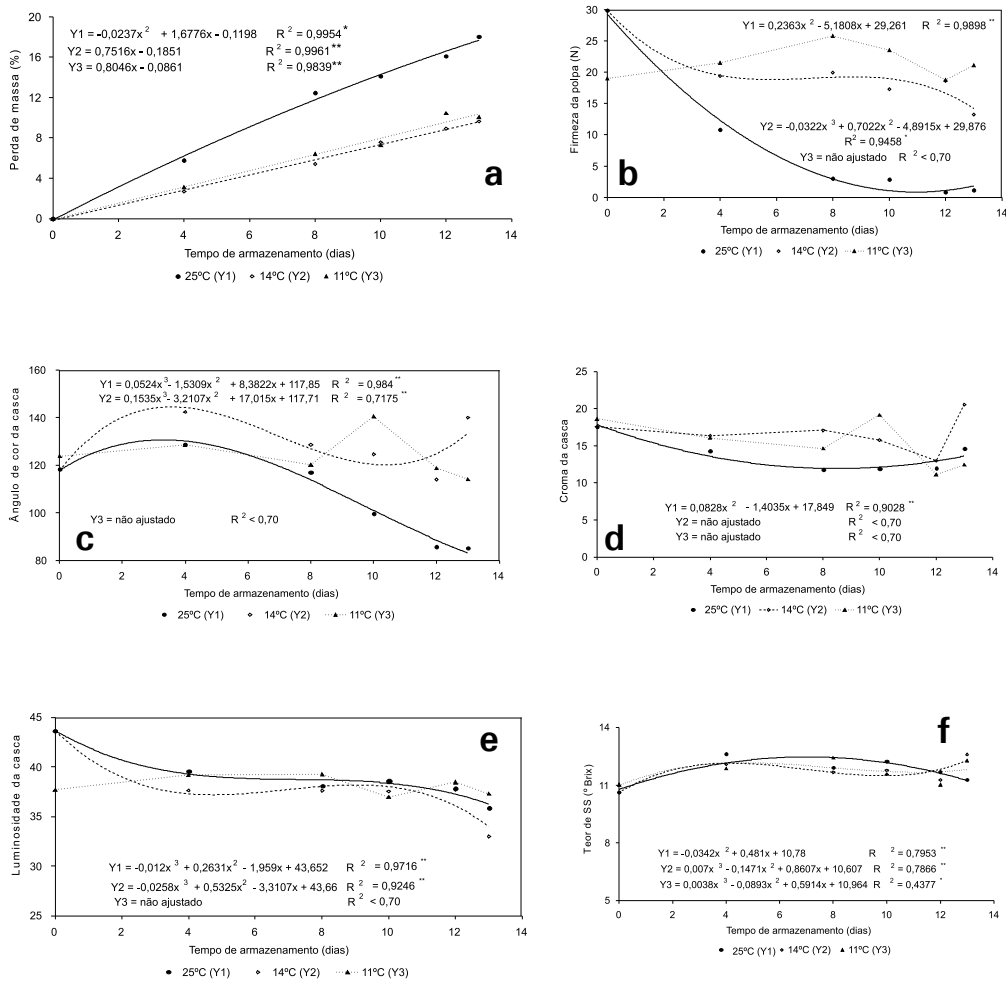 Perda de massa (%)
20
16
12
8
4
0
Y1 = -0,0237x² + 1,6776x - 0,1198 R² = 0,9954*
Y2 = 0,7516x - 0,1851 R² = 0,9961**
Y3 = 0,8046x - 0,0861 R² = 0,9839**
a
0 2 4 6 8 10 12 14
Tempo de armazenamento (dias)
25ºC (Y1) 14ºC (Y2) 11ºC (Y3)
Firmeza da polpa (N)
30
25
20
15
10
5
0
Y1 = 0,2363x² - 5,1808x + 29,261 R² = 0,9898**
Y2 = -0,0322x³ + 0,7022x² - 4,8915x + 29,876
R² = 0,9458*
Y3 = não ajustado R² < 0,70
b
0 2 4 6 8 10 12 14
Tempo de armazenamento (dias)
25ºC (Y1) 14ºC (Y2) 11ºC (Y3)
Ângulo de cor da casca
160
140
120
100
80
Y1 = 0,0524x³ - 1,5309x² + 8,3822x + 117,85 R² = 0,984**
Y2 = 0,1535x³ - 3,2107x² + 17,015x + 117,71 R² = 0,7175**
Y3 = não ajustado R² < 0,70
c
0 2 4 6 8 10 12 14
Tempo de armazenamento (dias)
25ºC (Y1) 14ºC (Y2) 11ºC (Y3)
Croma da casca
25
20
15
10
5
0
Y1 = 0,0828x² - 1,4035x + 17,849 R² = 0,9028**
Y2 = não ajustado R² < 0,70
Y3 = não ajustado R² < 0,70
d
0 2 4 6 8 10 12 14
Tempo de armazenamento (dias)
25ºC (Y1) 14ºC (Y2) 11ºC (Y3)
Luminosidade da casca
45
40
35
30
25
e
Y1 = -0,012x³ + 0,2631x² - 1,959x + 43,652 R² = 0,9716**
Y2 = -0,0258x³ + 0,5325x² - 3,3107x + 43,66 R² = 0,9246**
Y3 = não ajustado R² < 0,70
0 2 4 6 8 10 12 14
Tempo de armazenamento (dias)
25ºC (Y1) 14ºC (Y2) 11ºC (Y3)
Teor de SS (º Brix)
13
11
9
7
5
f
Y1 = -0,0342x² + 0,481x + 10,78 R² = 0,7953**
Y2 = 0,007x³ - 0,1471x² + 0,8607x + 10,607 R² = 0,7866**
Y3 = 0,0038x³ - 0,0893x² + 0,5914x + 10,964 R² = 0,4377*
0 2 4 6 8 10 12 14
Tempo de armazenamento (dias)
25ºC (Y1) 14ºC (Y2) 11ºC (Y3)